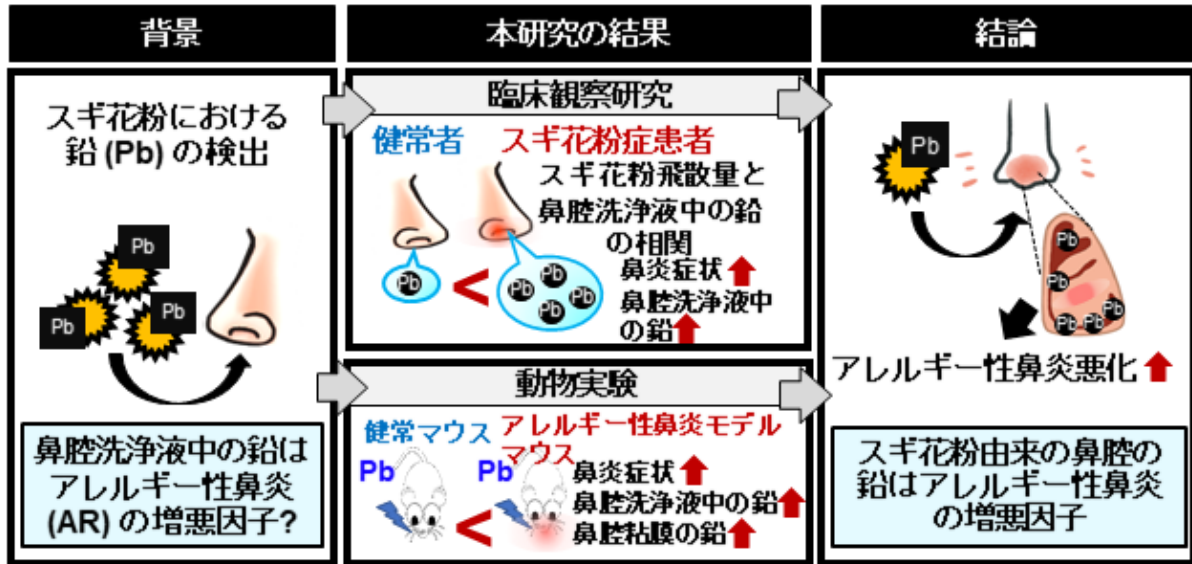 背景
スギ花粉における
鉛 (Pb) の検出
Pb
Pb
Pb
鼻腔洗浄液中の鉛は
アレルギー性鼻炎
(AR) の増悪因子?
本研究の結果
臨床観察研究
健常者
スギ花粉症患者
スギ花粉飛散量と
鼻腔洗浄液中の鉛
の相関
鼻炎症状
鼻腔洗浄液中
の鉛
Pb
<
Pb
Pb
Pb
Pb
動物実験
健常マウス
アレルギー性鼻炎モデル
マウス
Pb
<
Pb
鼻炎症状
鼻腔洗浄液中の鉛
鼻腔粘膜の鉛
結論
Pb
Pb
Pb
Pb
Pb
Pb
アレルギー性鼻炎悪化
スギ花粉由来の鼻腔の
鉛はアレルギー性鼻炎
の増悪因子